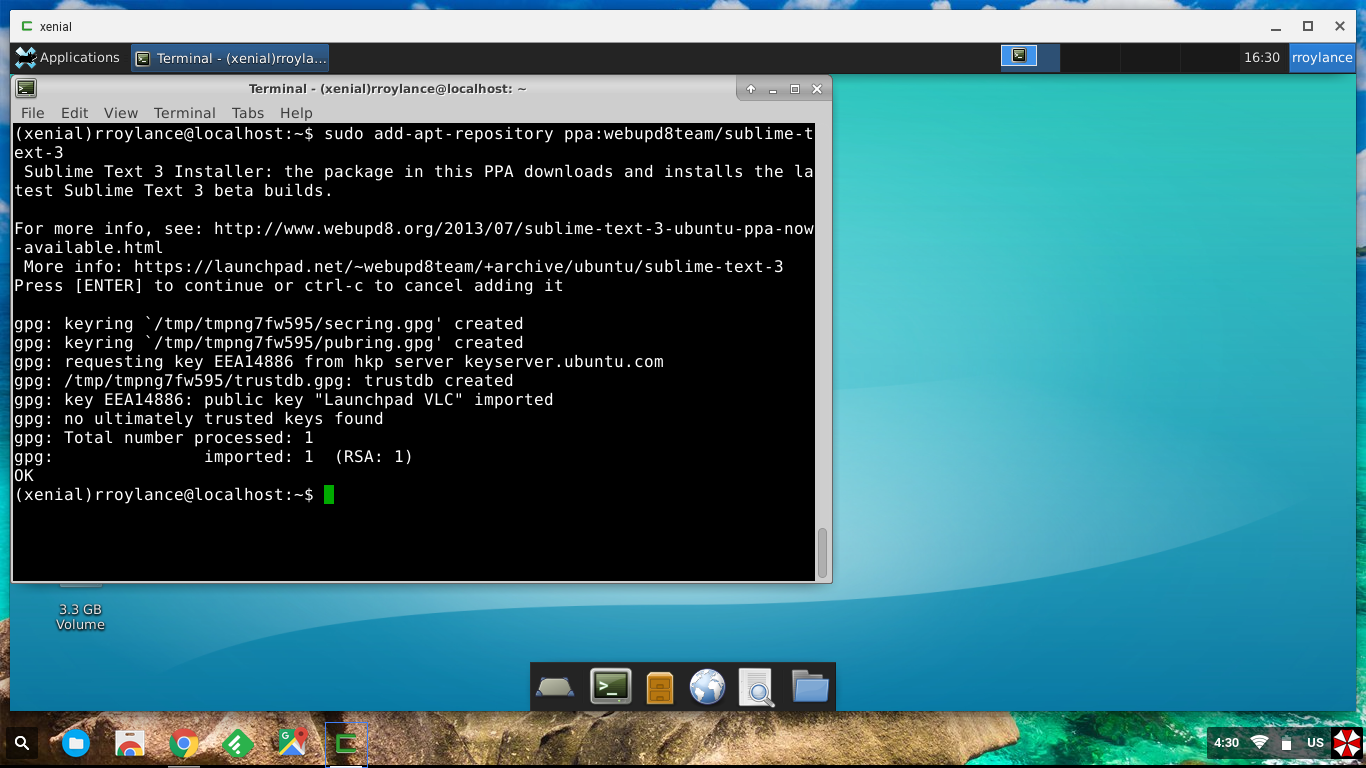 xenial
Applications
Terminal - (xenial)rroyla...
16:30
rroylance
Terminal - (xenial)rroylance@localhost: ~
File Edit View Terminal Tabs Help
(xenial)rroylance@localhost:~$ sudo add-apt-repository ppa:webupd8team/sublime-t
ext-3
 Sublime Text 3 Installer: the package in this PPA downloads and installs the la
test Sublime Text 3 beta builds.
For more info, see: http://www.webupd8.org/2013/07/sublime-text-3-ubuntu-ppa-now
-available.html
 More info: https://launchpad.net/~webupd8team/+archive/ubuntu/sublime-text-3
Press [ENTER] to continue or ctrl-c to cancel adding it
gpg: keyring `/tmp/tmpng7fw595/secring.gpg' created
gpg: keyring `/tmp/tmpng7fw595/pubring.gpg' created
gpg: requesting key EEA14886 from hkp server keyserver.ubuntu.com
gpg: /tmp/tmpng7fw595/trustdb.gpg: trustdb created
gpg: key EEA14886: public key "Launchpad VLC" imported
gpg: no ultimately trusted keys found
gpg: Total number processed: 1
gpg:               imported: 1  (RSA: 1)
OK
(xenial)rroylance@localhost:~$
3.3 GB
Volume
4:30
US